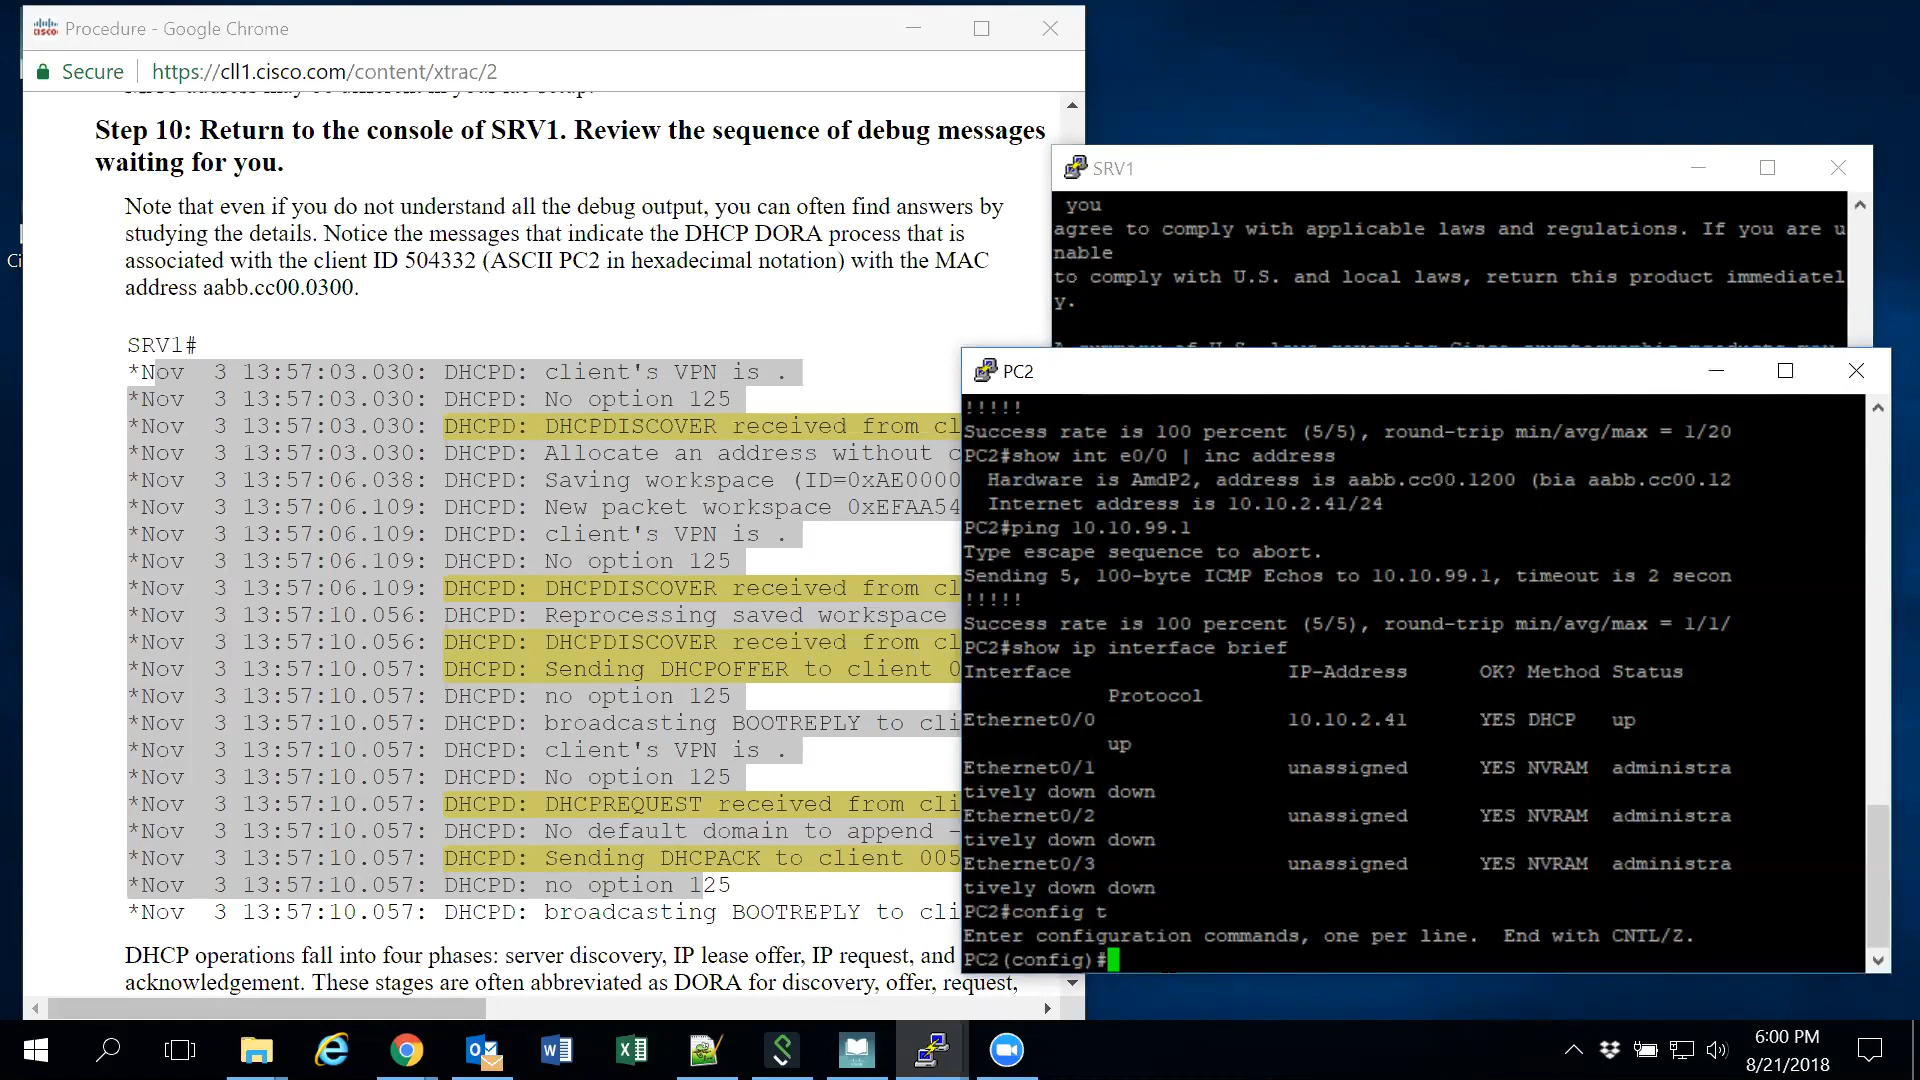 Procedure - Google Chrome
Secure
https://cll1.cisco.com/content/xtrac/2
Step 10: Return to the console of SRV1. Review the sequence of debug messages
waiting for you.
Note that even if you do not understand all the debug output, you can often find answers by
studying the details. Notice the messages that indicate the DHCP DORA process that is
associated with the client ID 504332 (ASCII PC2 in hexadecimal notation) with the MAC
address aabb.cc00.0300.
SRV1#
*Nov  3 13:57:03.030: DHCPD: client's VPN is .
*Nov  3 13:57:03.030: DHCPD: No option 125
*Nov  3 13:57:03.030: DHCPD: DHCPDISCOVER received from cl
*Nov  3 13:57:03.030: DHCPD: Allocate an address without c
*Nov  3 13:57:06.038: DHCPD: Saving workspace (ID=0xAE0000
*Nov  3 13:57:06.109: DHCPD: New packet workspace 0xEFAA54
*Nov  3 13:57:06.109: DHCPD: client's VPN is .
*Nov  3 13:57:06.109: DHCPD: No option 125
*Nov  3 13:57:06.109: DHCPD: DHCPDISCOVER received from cl
*Nov  3 13:57:10.056: DHCPD: Reprocessing saved workspace
*Nov  3 13:57:10.056: DHCPD: DHCPDISCOVER received from cl
*Nov  3 13:57:10.057: DHCPD: Sending DHCPOFFER to client 0
*Nov  3 13:57:10.057: DHCPD: no option 125
*Nov  3 13:57:10.057: DHCPD: broadcasting BOOTREPLY to cli
*Nov  3 13:57:10.057: DHCPD: client's VPN is .
*Nov  3 13:57:10.057: DHCPD: No option 125
*Nov  3 13:57:10.057: DHCPD: DHCPREQUEST received from cli
*Nov  3 13:57:10.057: DHCPD: No default domain to append -
*Nov  3 13:57:10.057: DHCPD: Sending DHCPACK to client 005
*Nov  3 13:57:10.057: DHCPD: no option 125
*Nov  3 13:57:10.057: DHCPD: broadcasting BOOTREPLY to cli
DHCP operations fall into four phases: server discovery, IP lease offer, IP request, and
acknowledgement. These stages are often abbreviated as DORA for discovery, offer, request,
Ci
SRV1
you
agree to comply with applicable laws and regulations. If you are u
nable
to comply with U.S. and local laws, return this product immediatel
y.
PC2
!!!!!
Success rate is 100 percent (5/5), round-trip min/avg/max = 1/20
PC2#show int e0/0 | inc address
  Hardware is AmdP2, address is aabb.cc00.1200 (bia aabb.cc00.12
  Internet address is 10.10.2.41/24
PC2#ping 10.10.99.1
Type escape sequence to abort.
Sending 5, 100-byte ICMP Echos to 10.10.99.1, timeout is 2 secon
!!!!!
Success rate is 100 percent (5/5), round-trip min/avg/max = 1/1/
PC2#show ip interface brief
Interface IP-Address OK? Method Status
Protocol
Ethernet0/0 10.10.2.41 YES DHCP up
up
Ethernet0/1 unassigned YES NVRAM administra
tively down down
Ethernet0/2 unassigned YES NVRAM administra
tively down down
Ethernet0/3 unassigned YES NVRAM administra
tively down down
PC2#config t
Enter configuration commands, one per line.  End with CNTL/Z.
PC2(config)#
6:00 PM
8/21/2018